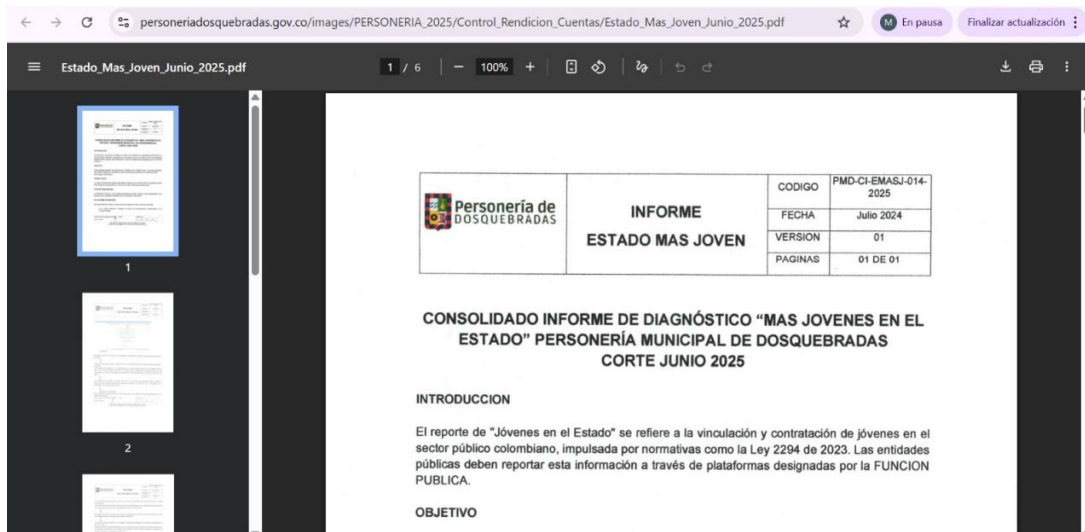 personeriadosquebradas.gov.co/images/PERSONERIA_2025/Control_Rendicion_Cuentas/Estado_Mas_Joven_Junio_2025.pdf
M En pausa
Finalizar actualización
Estado_Mas_Joven_Junio_2025.pdf
1 / 6
100%
1
2
Personería de
DOSQUEBRADAS
INFORME
ESTADO MAS JOVEN
CODIGO PMD-CI-EMASJ-014-
2025
FECHA Julio 2024
VERSION 01
PAGINAS 01 DE 01
CONSOLIDADO INFORME DE DIAGNÓSTICO “MAS JOVENES EN EL
ESTADO” PERSONERÍA MUNICIPAL DE DOSQUEBRADAS
CORTE JUNIO 2025
INTRODUCCION
El reporte de "Jóvenes en el Estado" se refiere a la vinculación y contratación de jóvenes en el
sector público colombiano, impulsada por normativas como la Ley 2294 de 2023. Las entidades
públicas deben reportar esta información a través de plataformas designadas por la FUNCION
PUBLICA.
OBJETIVO